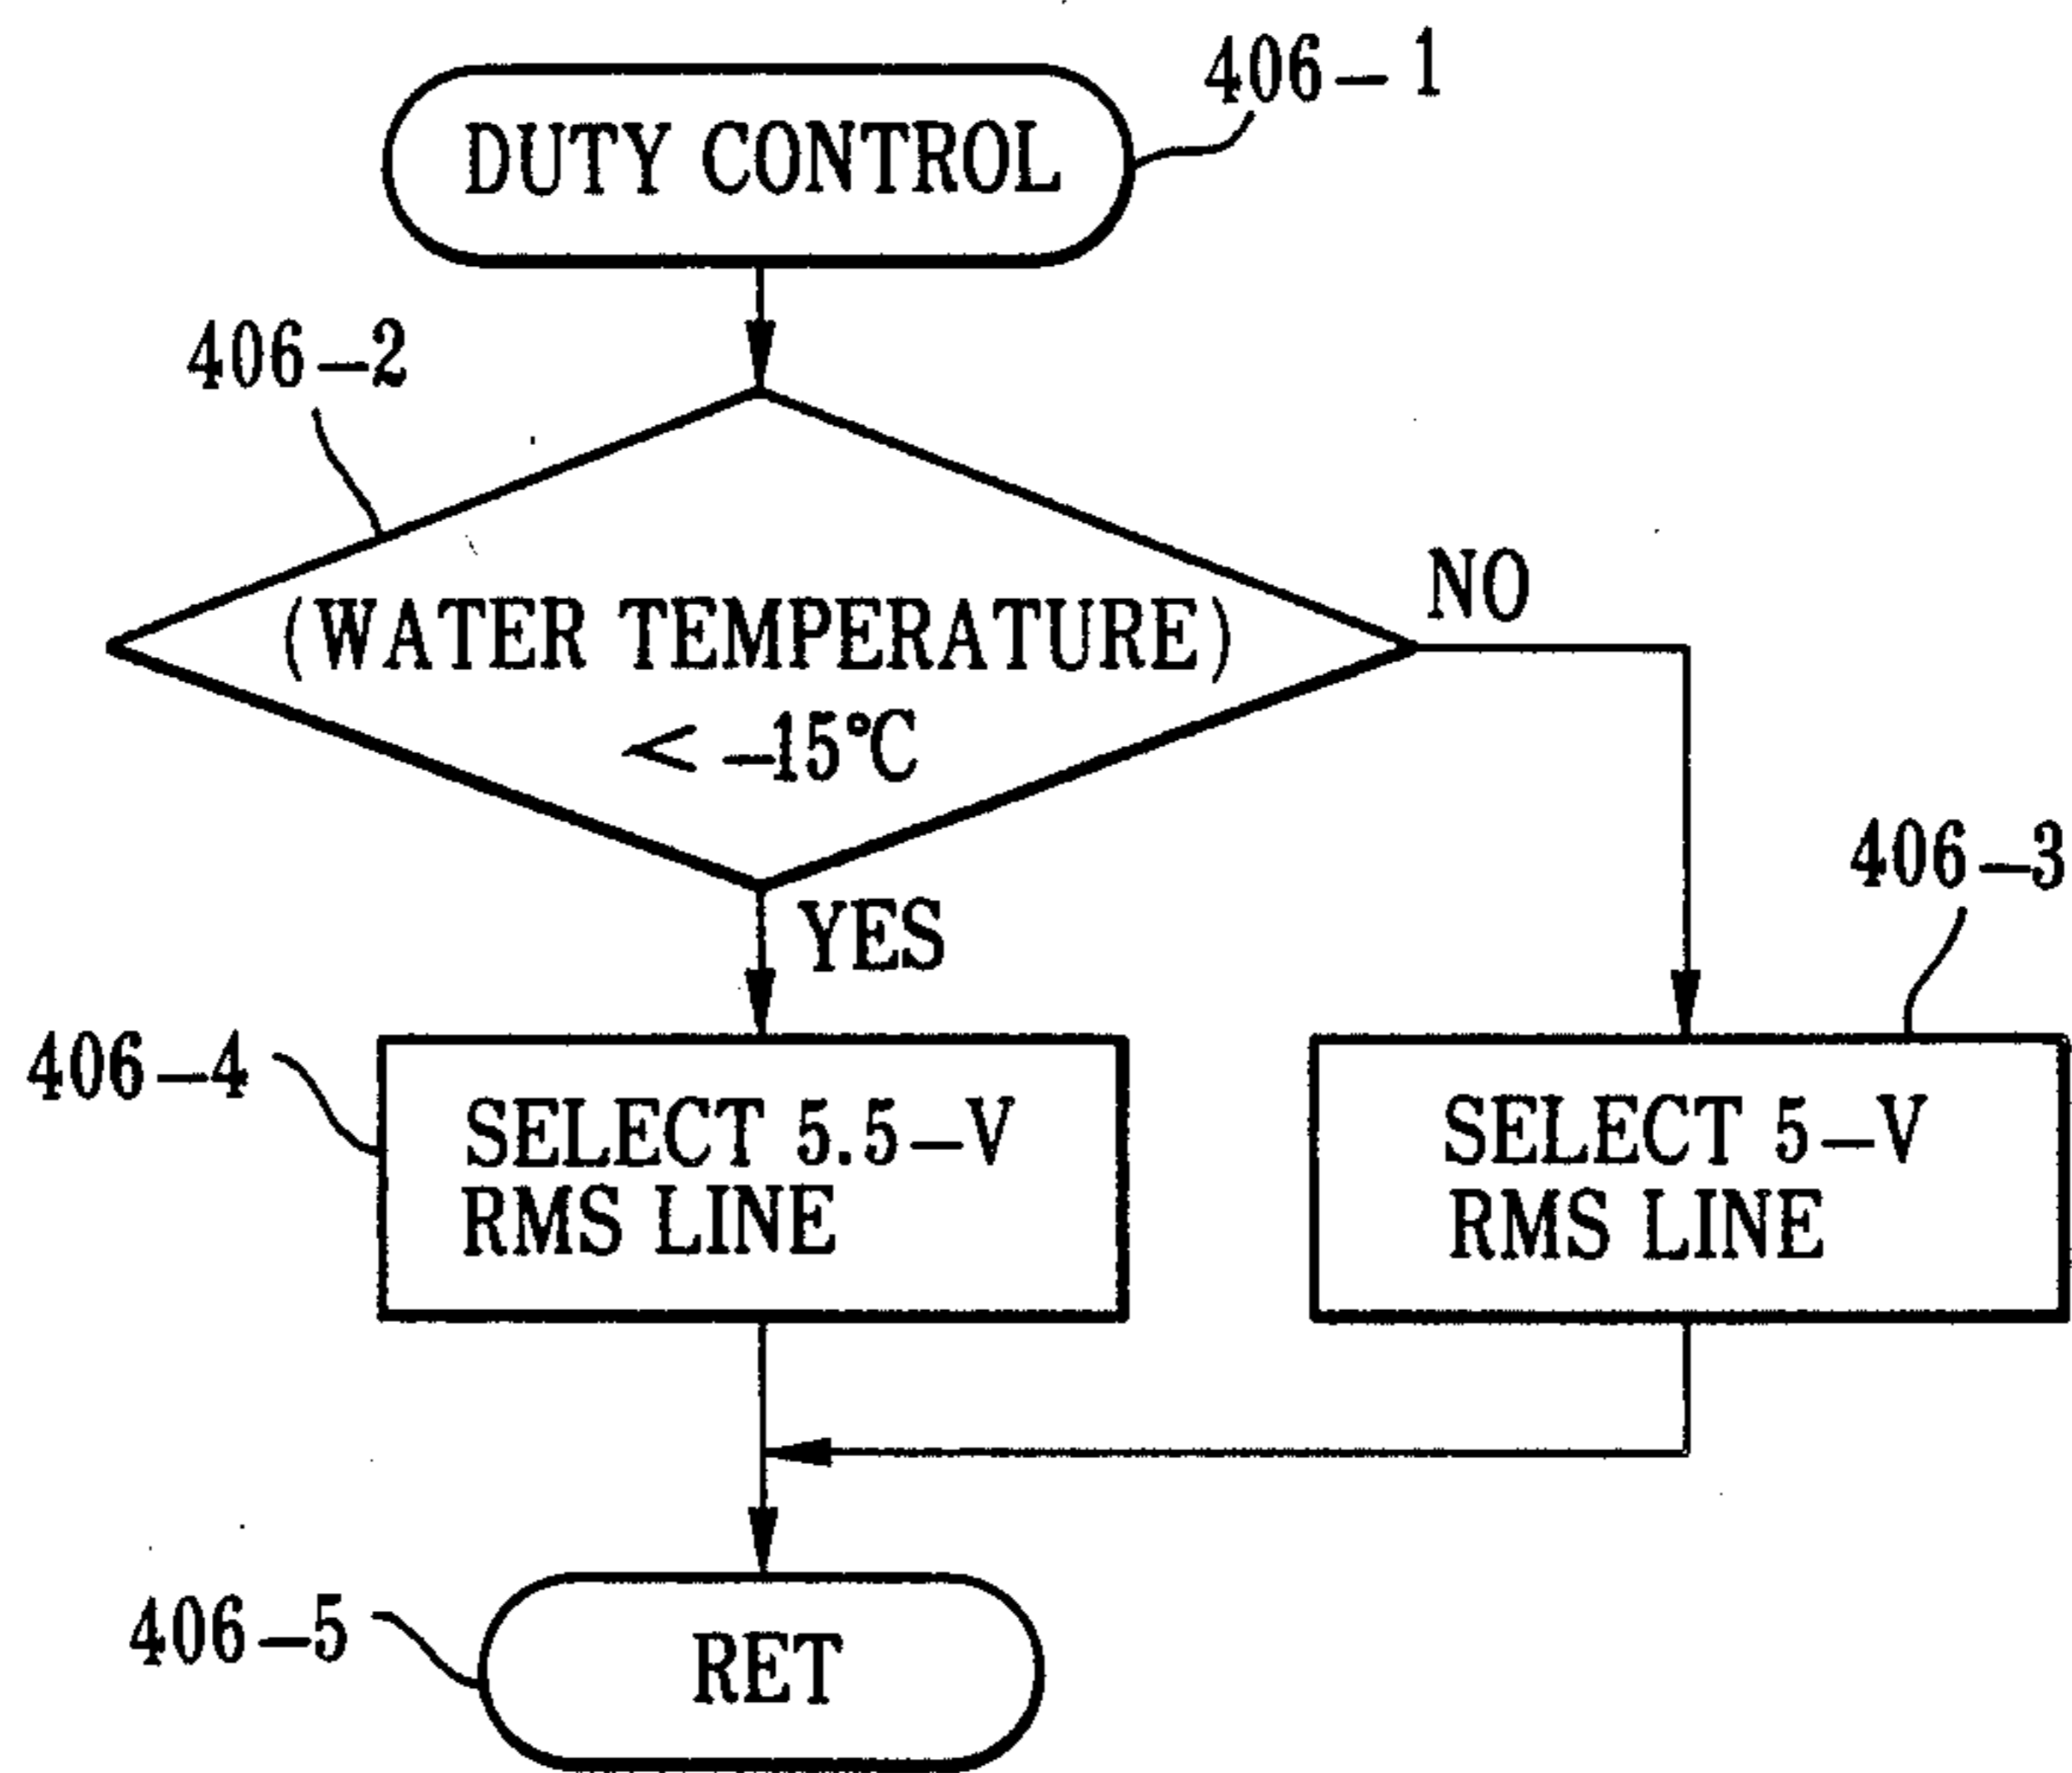 406-1
DUTY CONTROL
406-2
NO
(WATER TEMPERATURE)
< -15℃
406-3
YES
406-4
SELECT 5.5-V
RMS LINE
SELECT 5-V
RMS LINE
406-5
RET